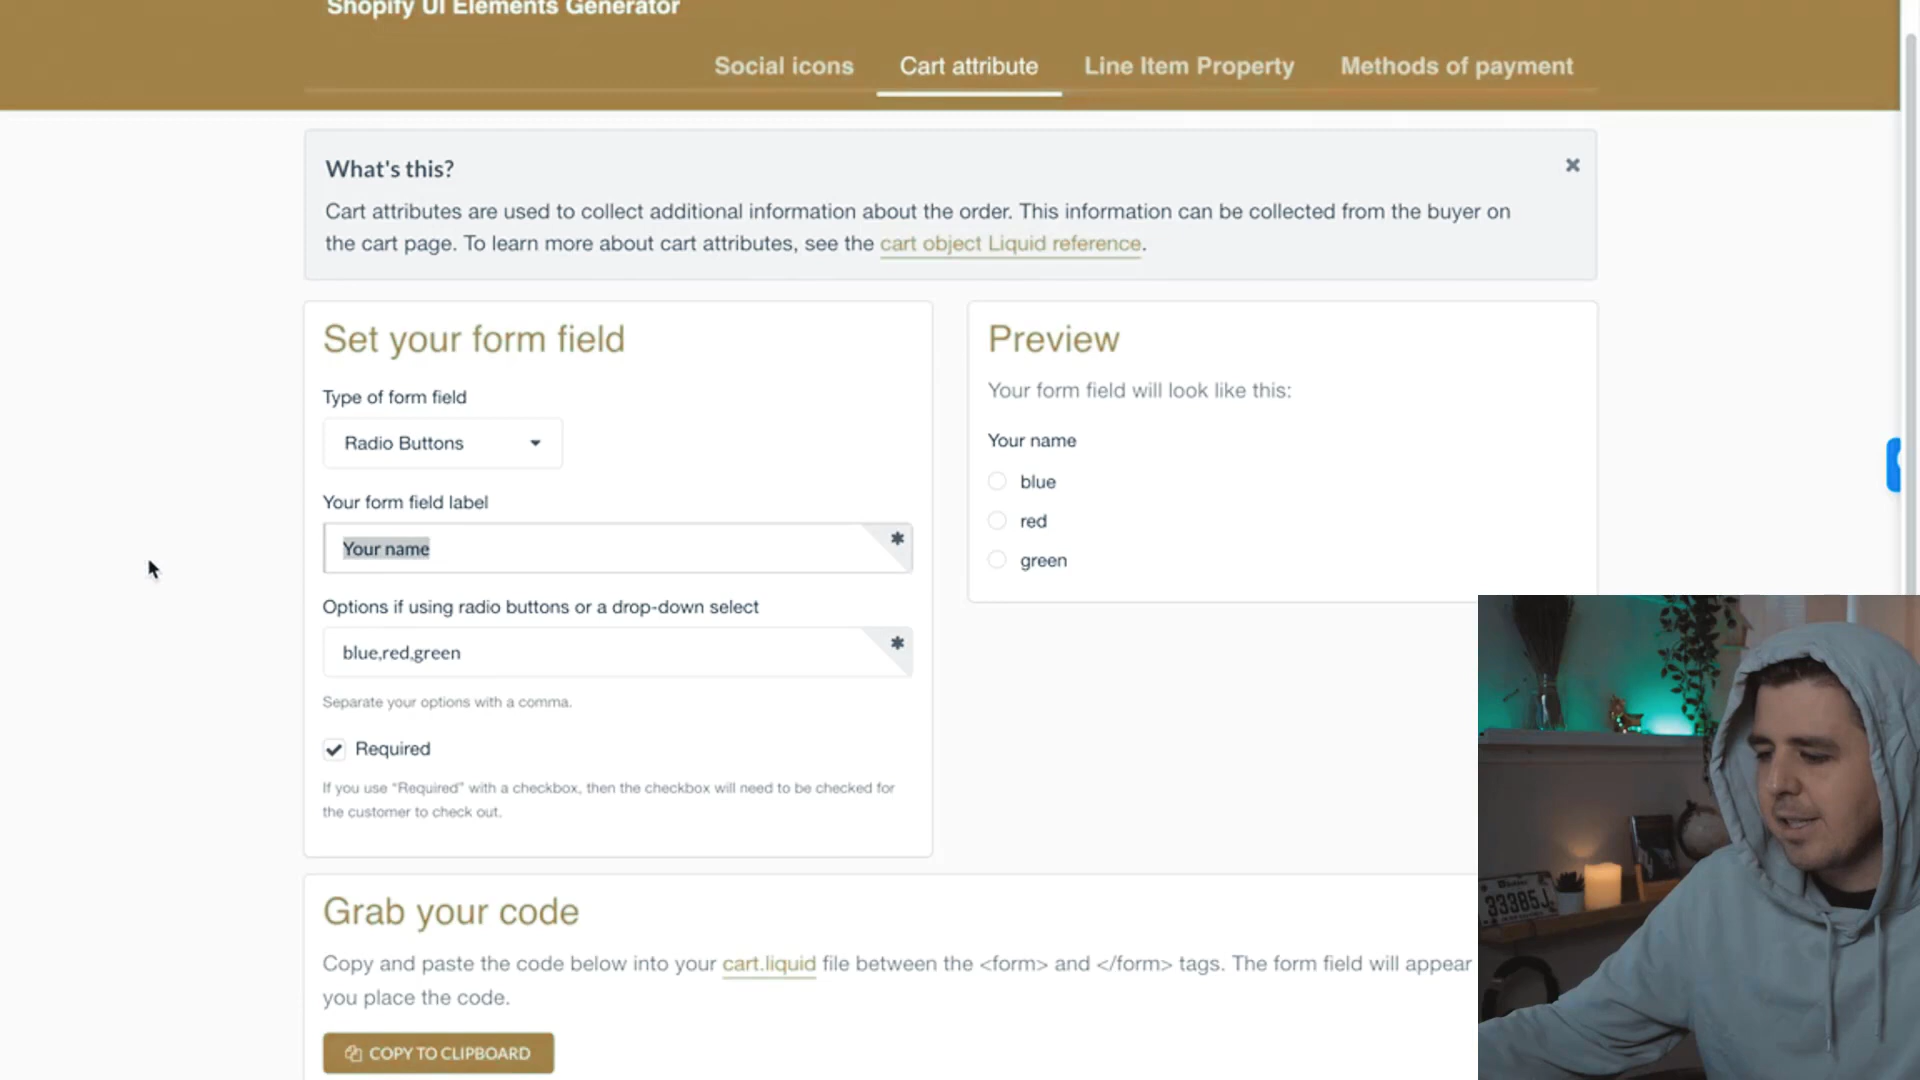 Shopify UI Elements Generator
Social icons
Cart attribute
Line Item Property
Methods of payment
What's this?
Cart attributes are used to collect additional information about the order. This information can be collected from the buyer on
the cart page. To learn more about cart attributes, see the cart object Liquid reference.
Set your form field
Type of form field
Radio Buttons
Your form field label
Your name
Options if using radio buttons or a drop-down select
blue,red,green
Separate your options with a comma.
Required
If you use "Required" with a checkbox, then the checkbox will need to be checked for
the customer to check out.
Preview
Your form field will look like this:
Your name
blue
red
green
Grab your code
Copy and paste the code below into your cart.liquid file between the <form> and </form> tags. The form field will appear
you place the code.
COPY TO CLIPBOARD
33385J